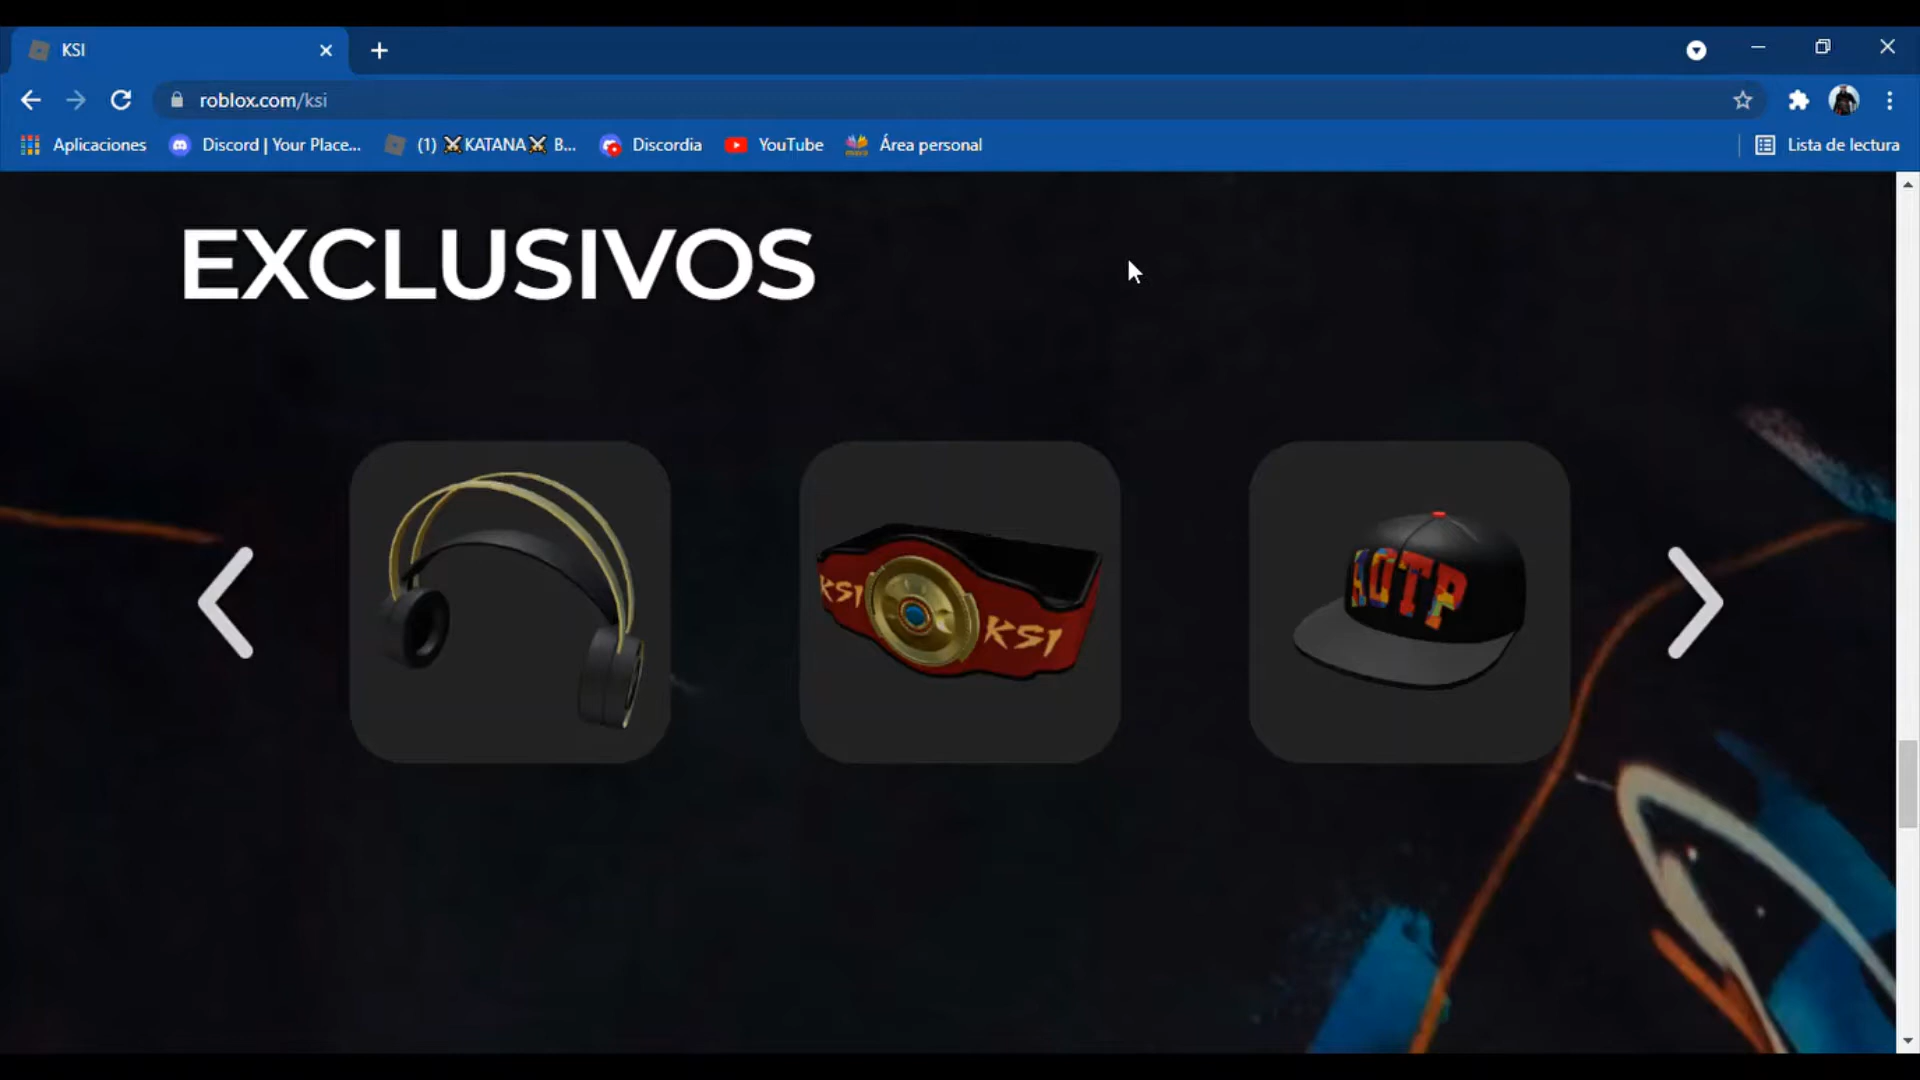 KSI
roblox.com/ksi
Aplicaciones
Discord | Your Place...
(1) ⚔KATANA⚔ B...
Discordia
YouTube
Área personal
Lista de lectura
EXCLUSIVOS
KSI
KSI
AOTP